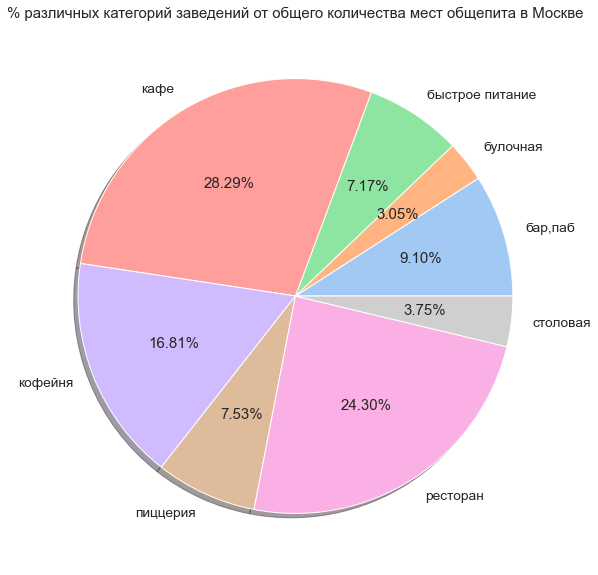 % различных категорий заведений от общего количества мест общепита в Москве
кафе
быстрое питание
булочная
28.29%
7.17%
3.05%
бар,паб
9.10%
3.75%
столовая
16.81%
кофейня
7.53%
24.30%
пиццерия
ресторан